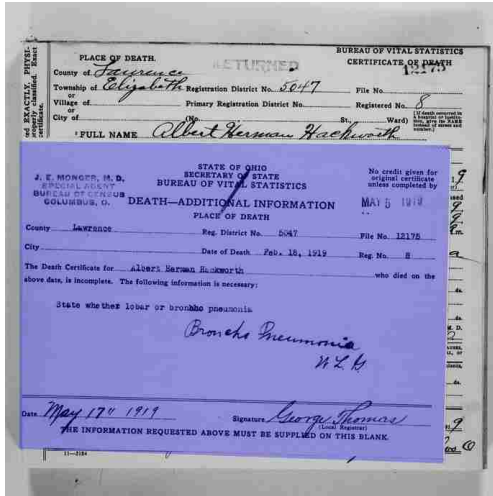 BUREAU OF VITAL STATISTICS
PLACE OF DEATH.
CERTIFICATE OF DEATH
RETURNED
12175
County of Lawrence
Township of Elizabeth Registration District No. 5047 File No.
or
Village of Primary Registration District No. Registered No. 8
or
City of (No. St., Ward)
FULL NAME Albert Herman Hackworth
STATE OF OHIO
SECRETARY OF STATE
BUREAU OF VITAL STATISTICS
J. E. MONGER, M. D.
SPECIAL AGENT
BUREAU OF CENSUS
COLUMBUS, O.
No credit given for
original certificate
unless completed by
MAY 5 1919
DEATH—ADDITIONAL INFORMATION
PLACE OF DEATH
County Lawrence Reg. District No. 5047 File No. 12175
City Date of Death Feb. 18, 1919 Reg. No. 8
The Death Certificate for Albert Herman Hackworth who died on the
above date, is incomplete. The following information is necessary:
State whether lobar or broncho pneumonia
Broncho Pneumonia
Date May 17" 1919 Signature George Thomas
(Local Registrar)
THE INFORMATION REQUESTED ABOVE MUST BE SUPPLIED ON THIS BLANK.